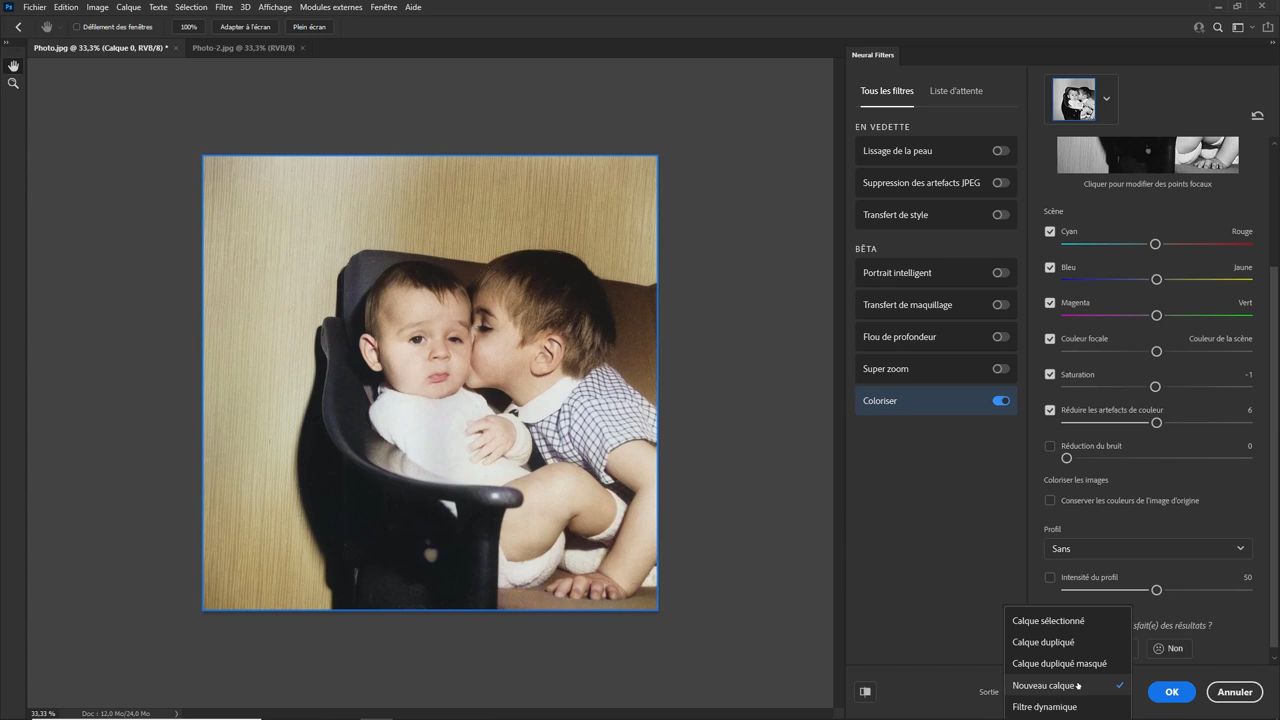 Ps Fichier Edition Image Calque Texte Sélection Filtre 3D Affichage Modules externes Fenêtre Aide
Défilement des fenêtres 100% Adapter à l'écran Plein écran
Photo.jpg @ 33,3% (Calque 0, RVB/8) * × Photo-2.jpg @ 33,3% (RVB/8) ×
Neural Filters
Tous les filtres Liste d'attente
EN VEDETTE
Lissage de la peau
Suppression des artefacts JPEG
Transfert de style
BÊTA
Portrait intelligent
Transfert de maquillage
Flou de profondeur
Super zoom
Coloriser
Cliquer pour modifier des points focaux
Scène
Cyan Rouge
Bleu Jaune
Magenta Vert
Couleur focale Couleur de la scène
Saturation -1
Réduire les artefacts de couleur 6
Réduction du bruit 0
Coloriser les images
Conserver les couleurs de l'image d'origine
Profil
Sans
Intensité du profil 50
sfait(e) des résultats ?
Non
Calque sélectionné
Calque dupliqué
Calque dupliqué masqué
Nouveau calque
Filtre dynamique
Sortie
OK
Annuler
33,33 % Doc : 12,0 Mo/24,0 Mo